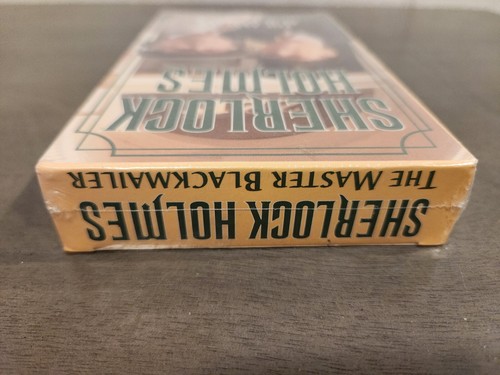 SHERLOCK
HOLMES
SHERLOCK HOLMES
THE MASTER BLACKMAILER